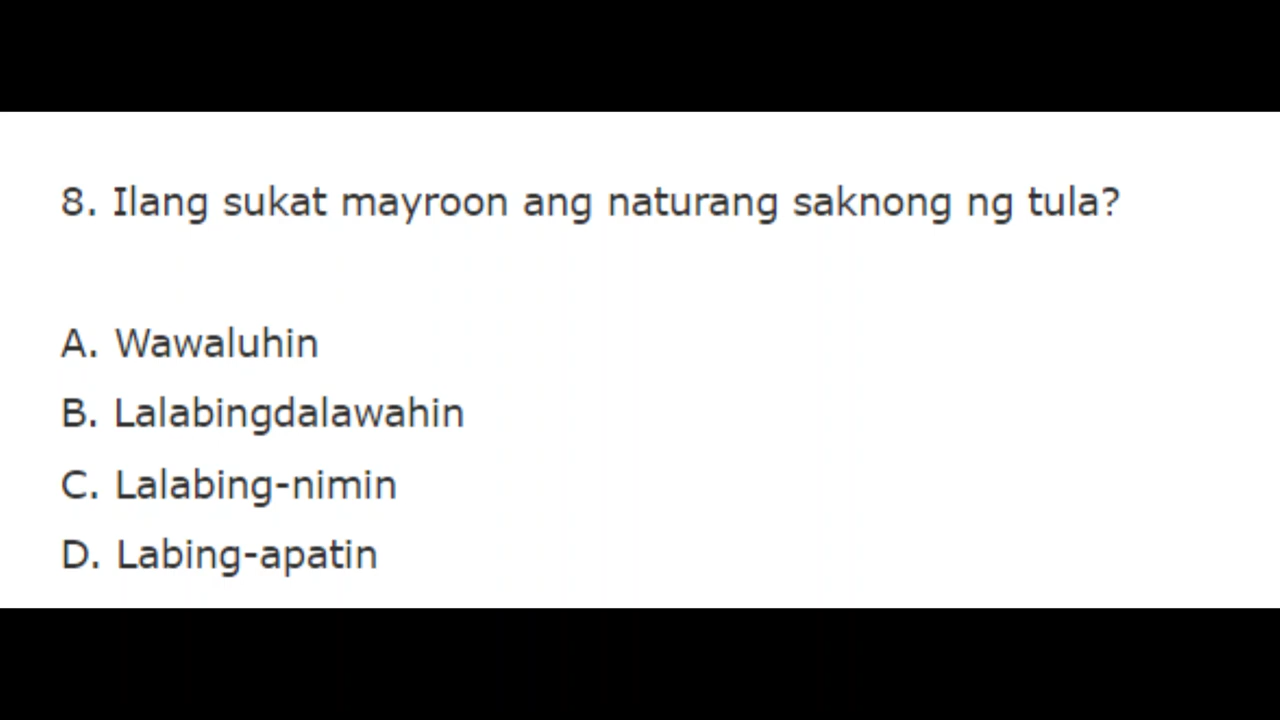 8. Ilang sukat mayroon ang naturang saknong ng tula?
A. Wawaluhin
B. Lalabingdalawahin
C. Lalabing-nimin
D. Labing-apatin